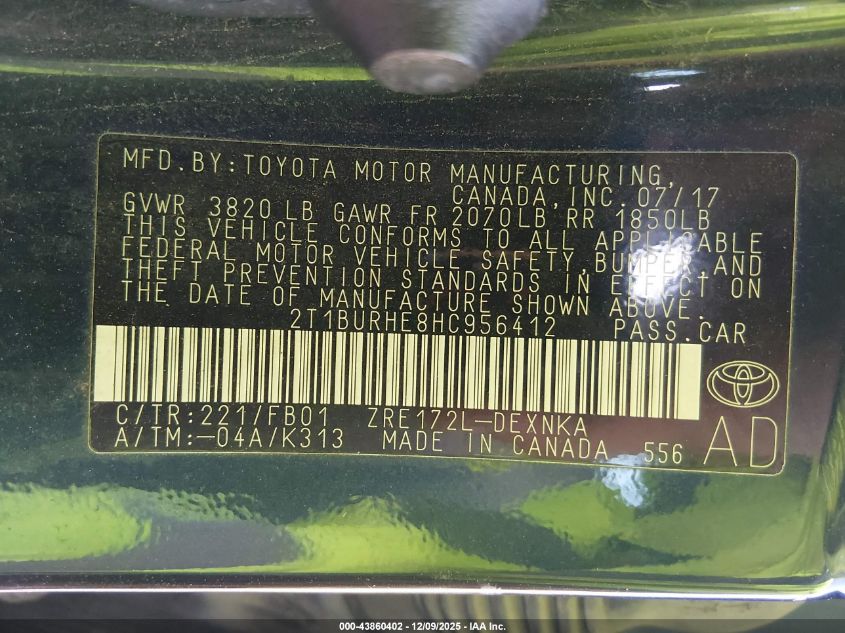 MFD.BY:TOYOTA MOTOR MANUFACTURING,
CANADA,INC. 07/17
GVWR 3820 LB GAWR FR 2070LB RR 1850LB
THIS VEHICLE CONFORMS TO ALL APPLICABLE
FEDERAL MOTOR VEHICLE SAFETY,BUMPER,AND
THEFT PREVENTION STANDARDS IN EFFECT ON
THE DATE OF MANUFACTURE SHOWN ABOVE.
2T1BURHE8HC956412 PASS.CAR
C/TR:221/FB01 ZRE172L-DEXNKA
A/TM:-04A/K313 MADE IN CANADA 556 AD
000-43860402 - 12/09/2025 - IAA Inc.